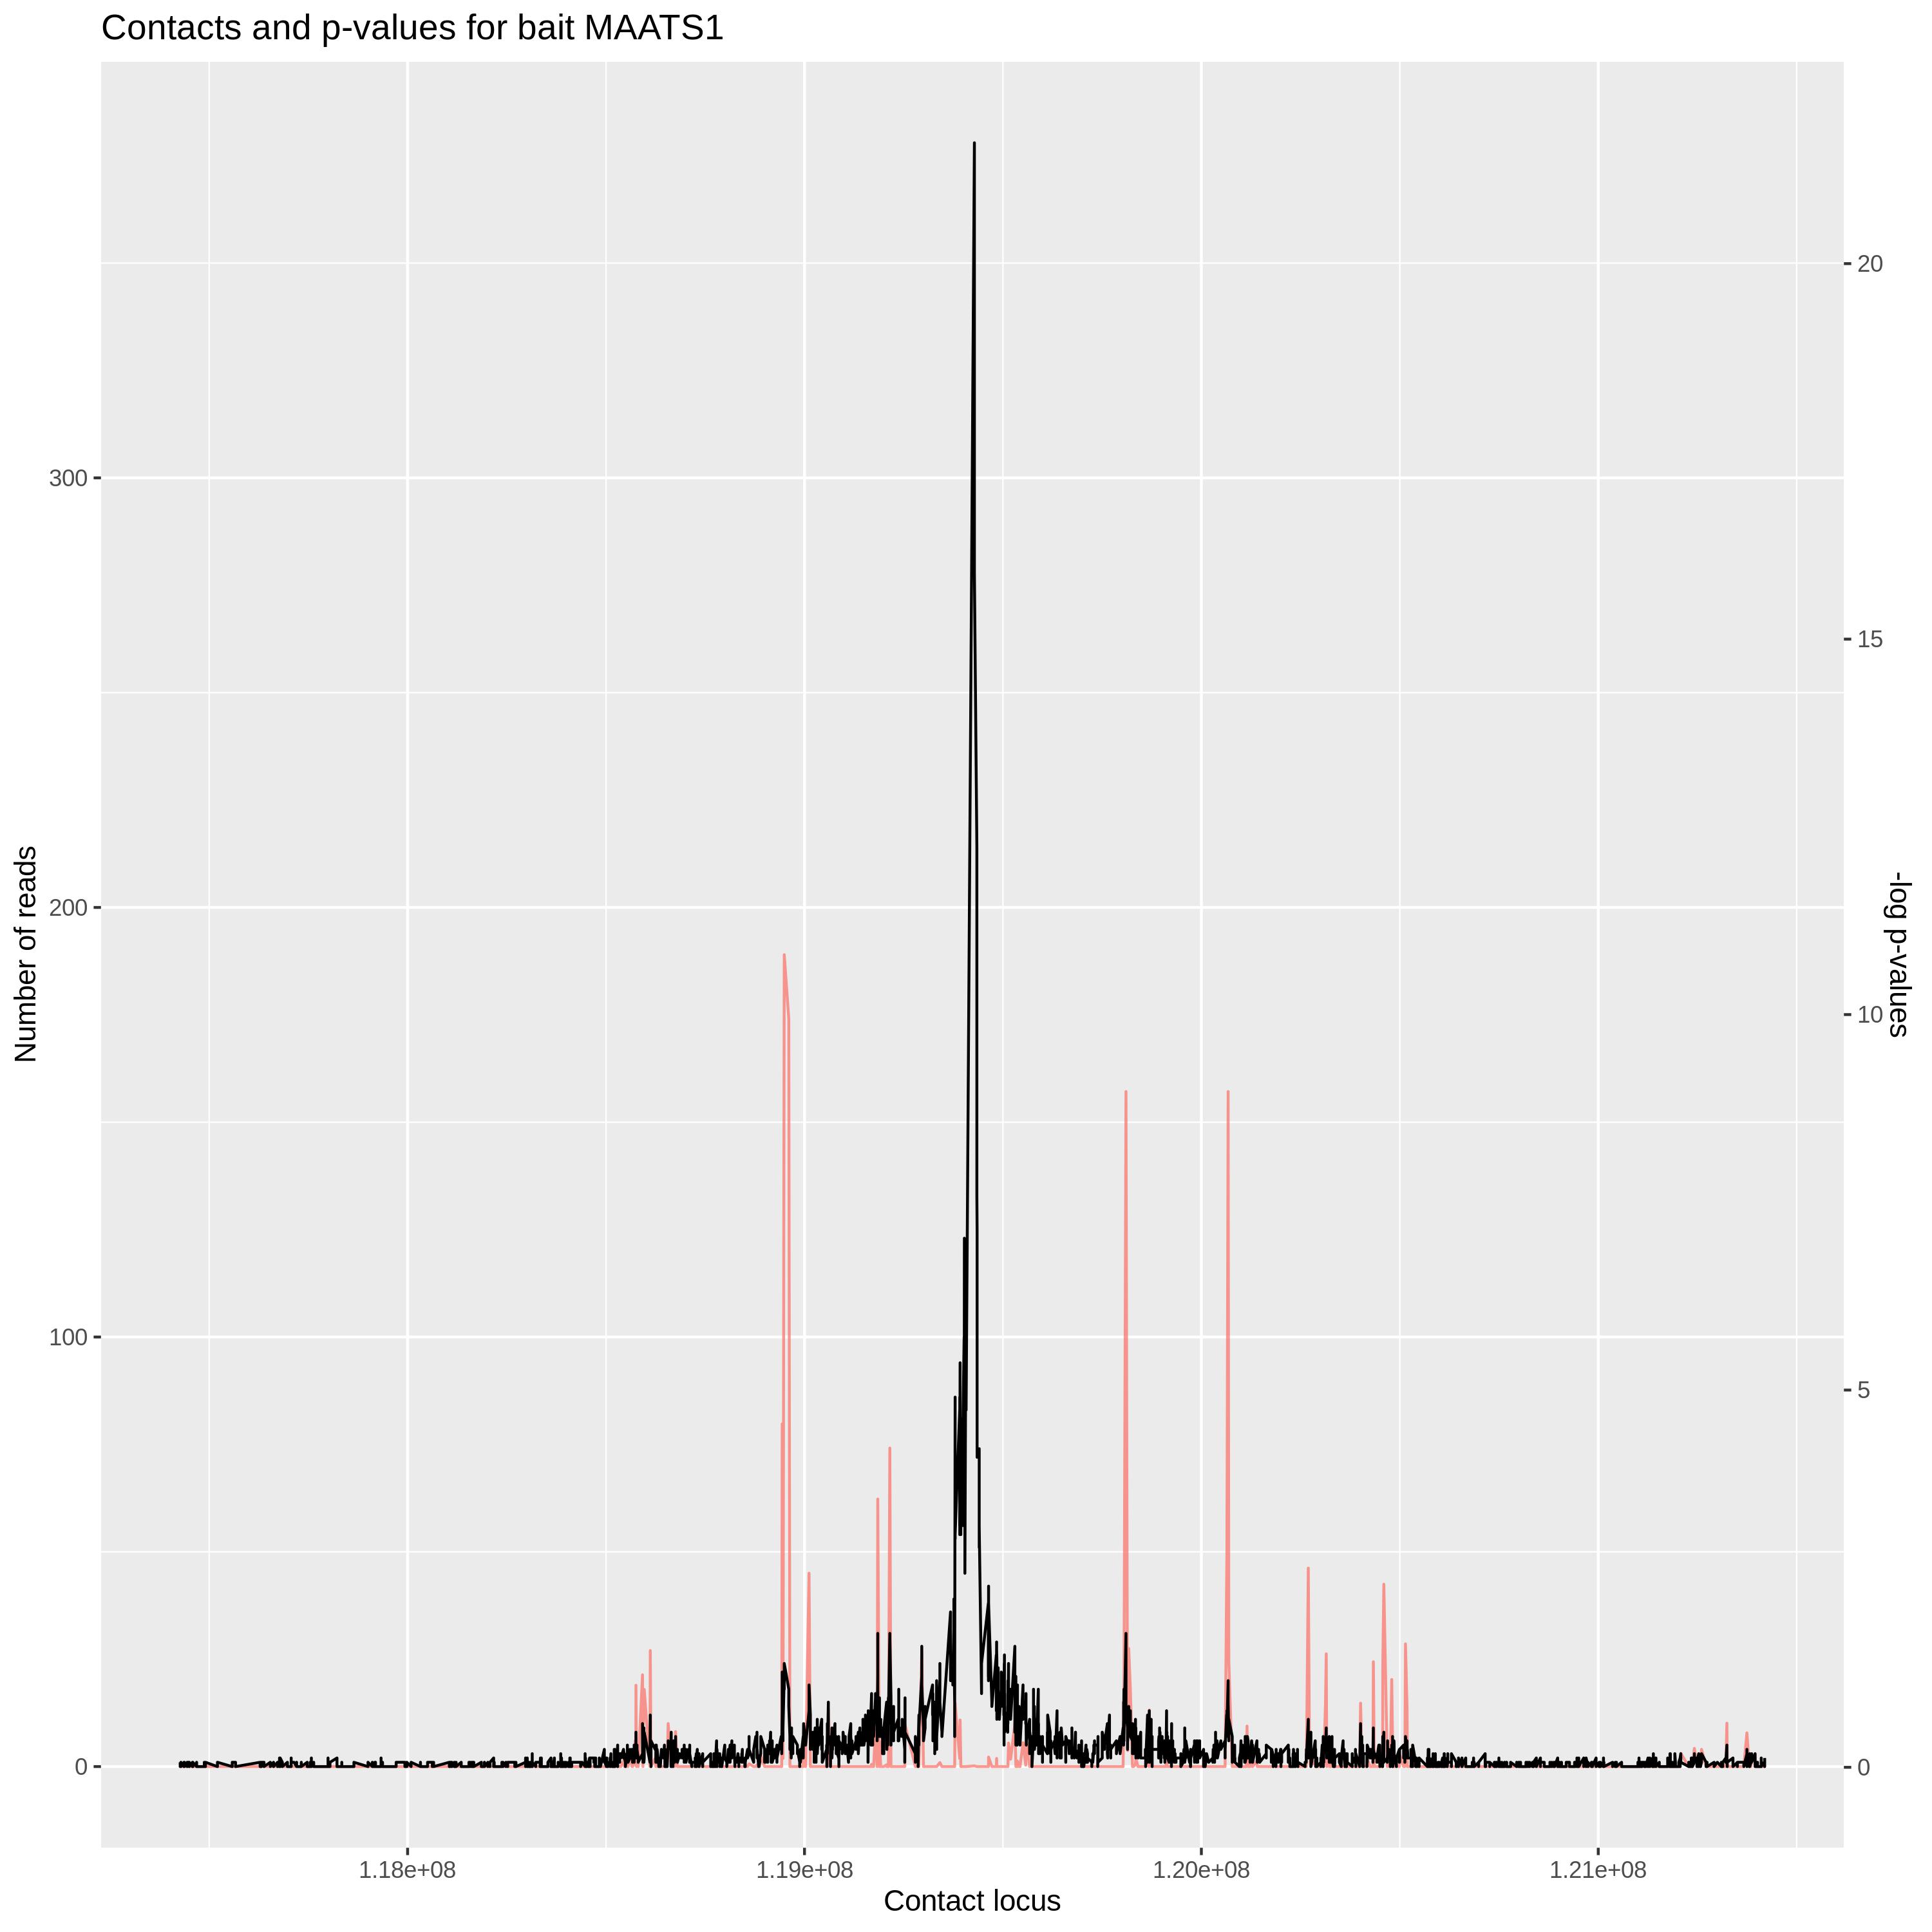 Contacts and p-values for bait MAATS1
Number of reads
300
200
100
0
20
15
10
5
0
-log p-values
1.18e+08 1.19e+08 1.20e+08 1.21e+08
Contact locus